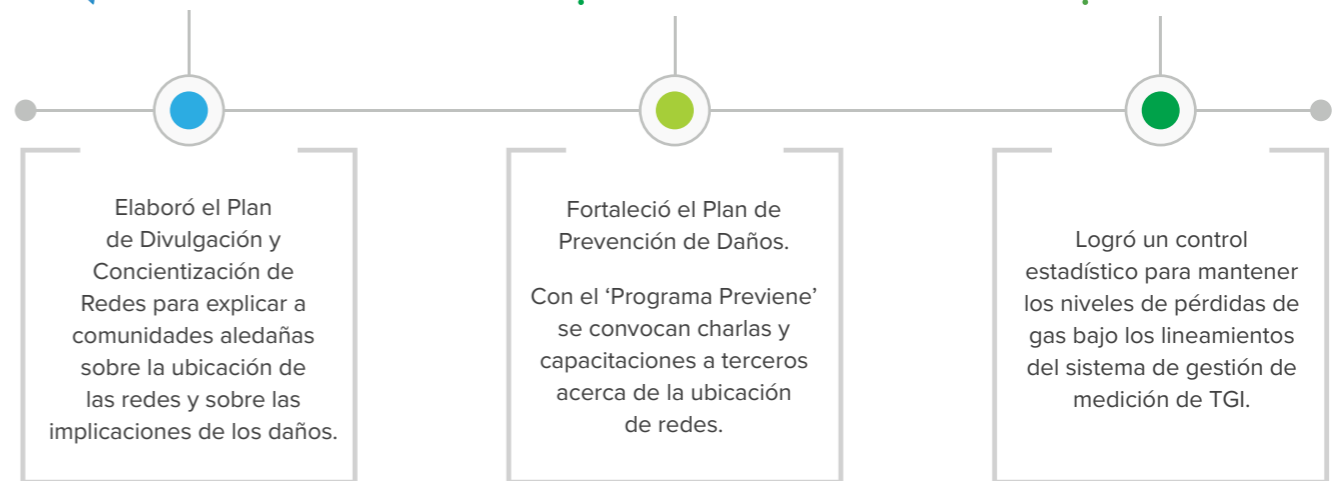 Elaboró el Plan
de Divulgación y
Concientización de
Redes para explicar a
comunidades aledañas
sobre la ubicación de
las redes y sobre las
implicaciones de los daños.
Fortaleció el Plan de
Prevención de Daños.
Con el ‘Programa Previene’
se convocan charlas y
capacitaciones a terceros
acerca de la ubicación
de redes.
Logró un control
estadístico para mantener
los niveles de pérdidas de
gas bajo los lineamientos
del sistema de gestión de
medición de TGI.